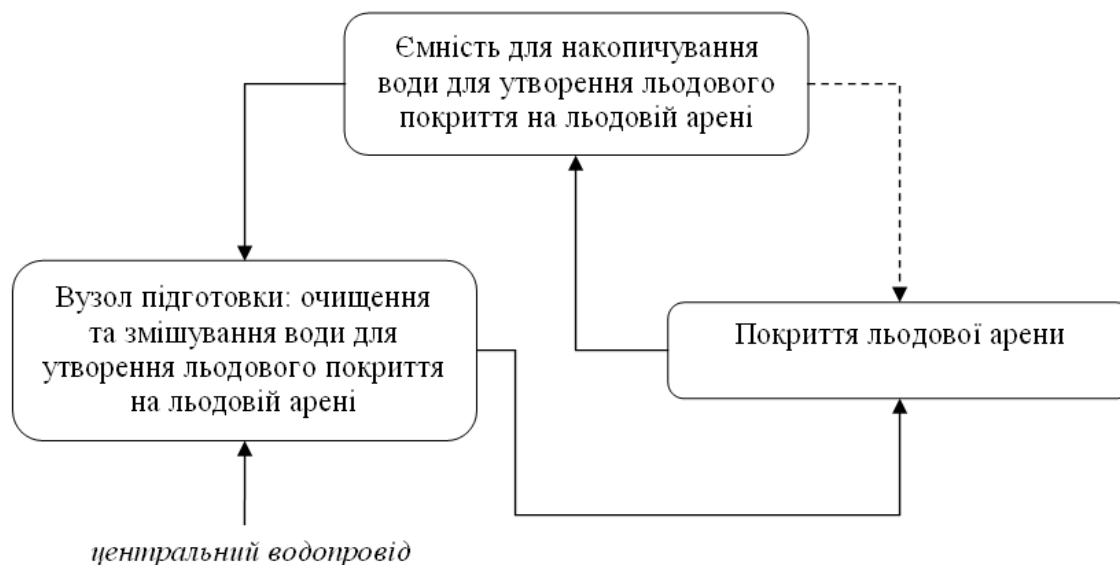 Ємність для накопичування
води для утворення льодового
покриття на льодовій арені
Вузол підготовки: очищення
та змішування води для
утворення льодового покриття
на льодовій арені
Покриття льодової арени
центральний водопровід